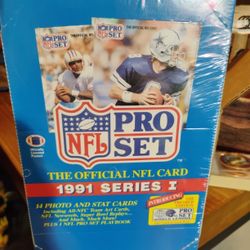 PRO SET
PRO SET
NFL
PRO
SET
THE OFFICIAL NFL CARD
1991 SERIES I
14 PHOTO AND STAT CARDS
Including All-NFC Team Art Cards,
NFL Newsreels, Super Bowl Replays...
And Much, Much More!
PLUS 1 NFL PRO SET PLAYBOOK
INTRODUCING